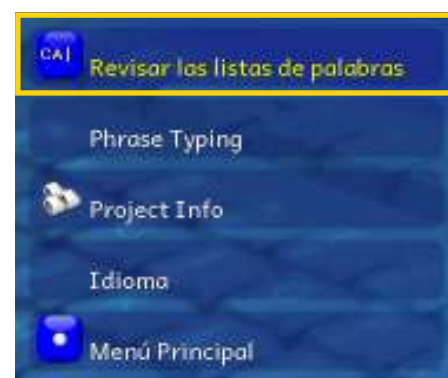 CA|
Revisar las listas de palabras
Phrase Typing
Project Info
Idioma
Menú Principal